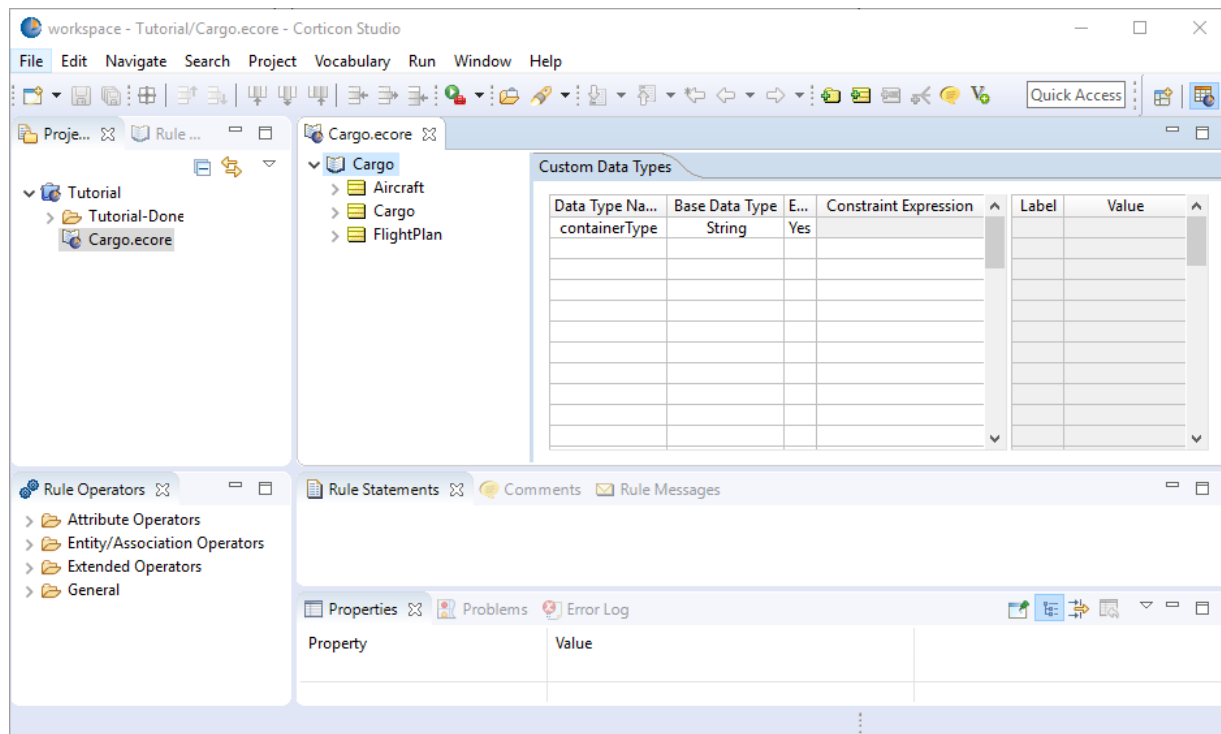 workspace - Tutorial/Cargo.ecore - Corticon Studio
File Edit Navigate Search Project Vocabulary Run Window Help
Quick Access
Proje... Rule ...
Tutorial
Tutorial-Done
Cargo.ecore
Cargo.ecore
Cargo
Aircraft
Cargo
FlightPlan
Custom Data Types
Data Type Na... Base Data Type E... Constraint Expression Label Value
containerType String Yes
Rule Operators
Attribute Operators
Entity/Association Operators
Extended Operators
General
Rule Statements Comments Rule Messages
Properties Problems Error Log
Property Value